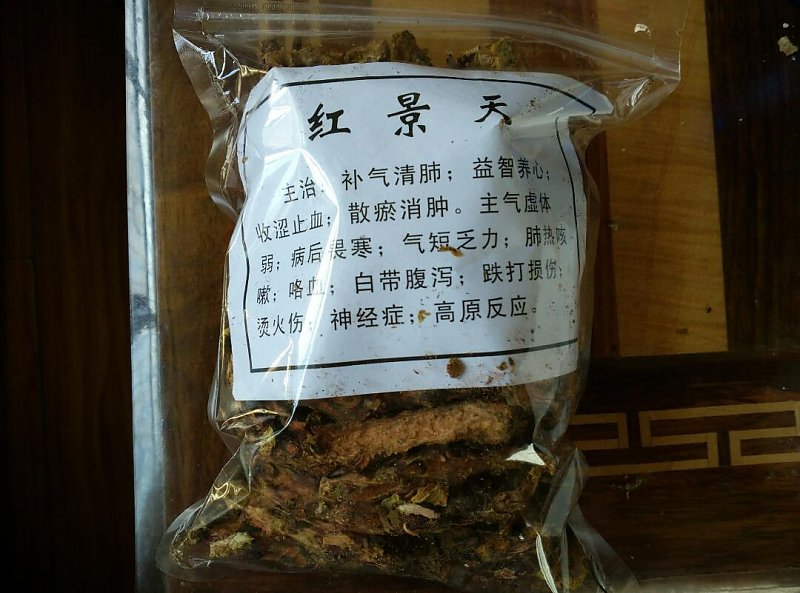 红景天
主治：补气清肺；益智养心；
收涩止血；散瘀消肿。主气虚体
弱；病后畏寒；气短乏力；肺热咳
嗽；咯血；白带腹泻；跌打损伤；
烫火伤；神经症；高原反应。